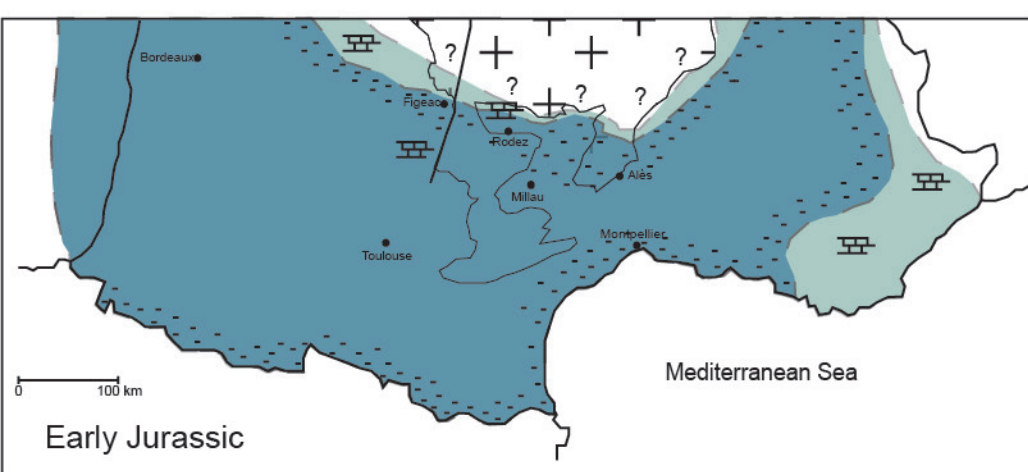 Bordeaux
?
?
?
?
?
Figeac
Rodez
Alès
Millau
Montpellier
Toulouse
Mediterranean Sea
0
100 km
Early Jurassic